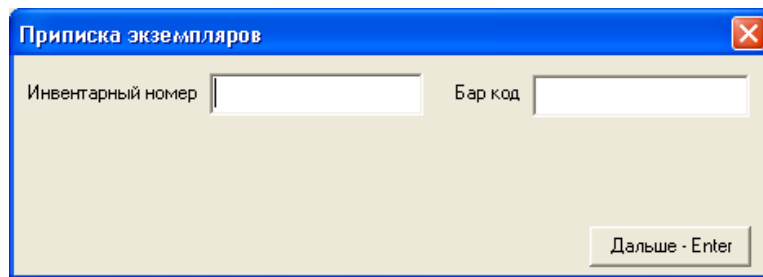 Приписка экземпляров
Инвентарный номер Бар код
Дальше - Enter